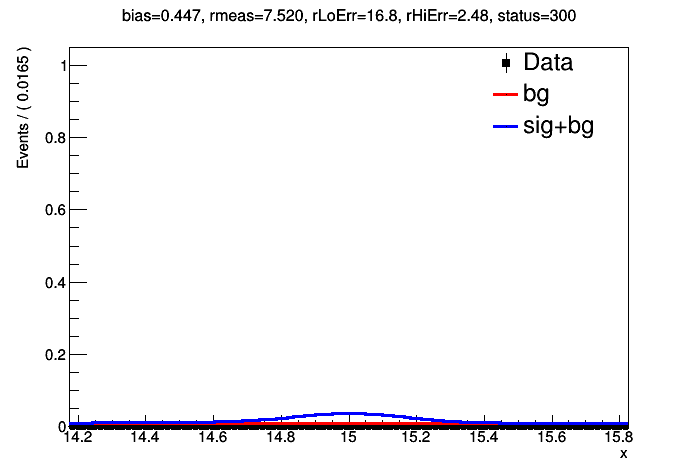 bias=0.447, rmeas=7.520, rLoErr=16.8, rHiErr=2.48, status=300
Events / ( 0.0165 )
1
0.8
0.6
0.4
0.2
0
Data
bg
sig+bg
14.2 14.4 14.6 14.8 15 15.2 15.4 15.6 15.8
x